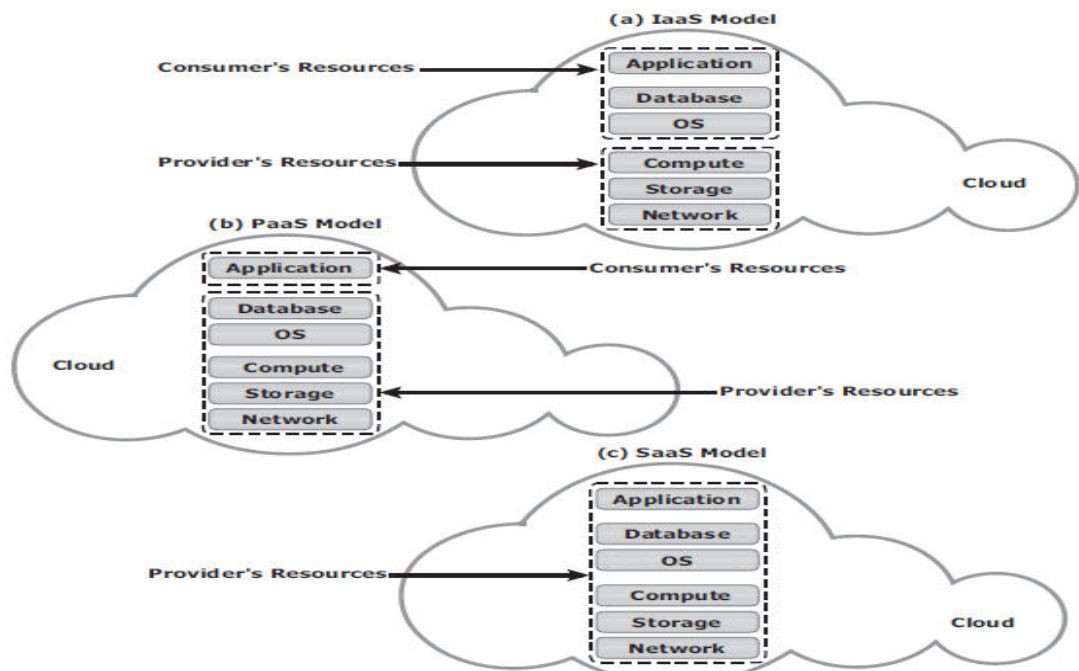 (a) IaaS Model
Consumer's Resources
Application
Database
OS
Provider's Resources
Compute
Storage
Network
Cloud
(b) PaaS Model
Application
Consumer's Resources
Database
OS
Cloud
Compute
Storage
Provider's Resources
Network
(c) SaaS Model
Application
Database
OS
Provider's Resources
Compute
Storage
Cloud
Network